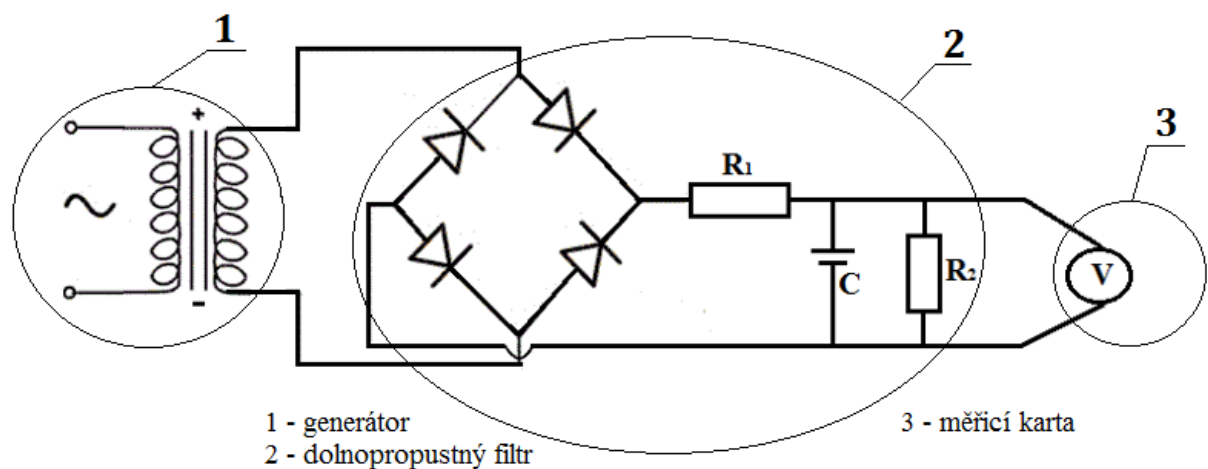 1
2
3
+
-
R₁
C
R₂
V
1 - generátor
2 - dolnopropustný filtr
3 - měřicí karta